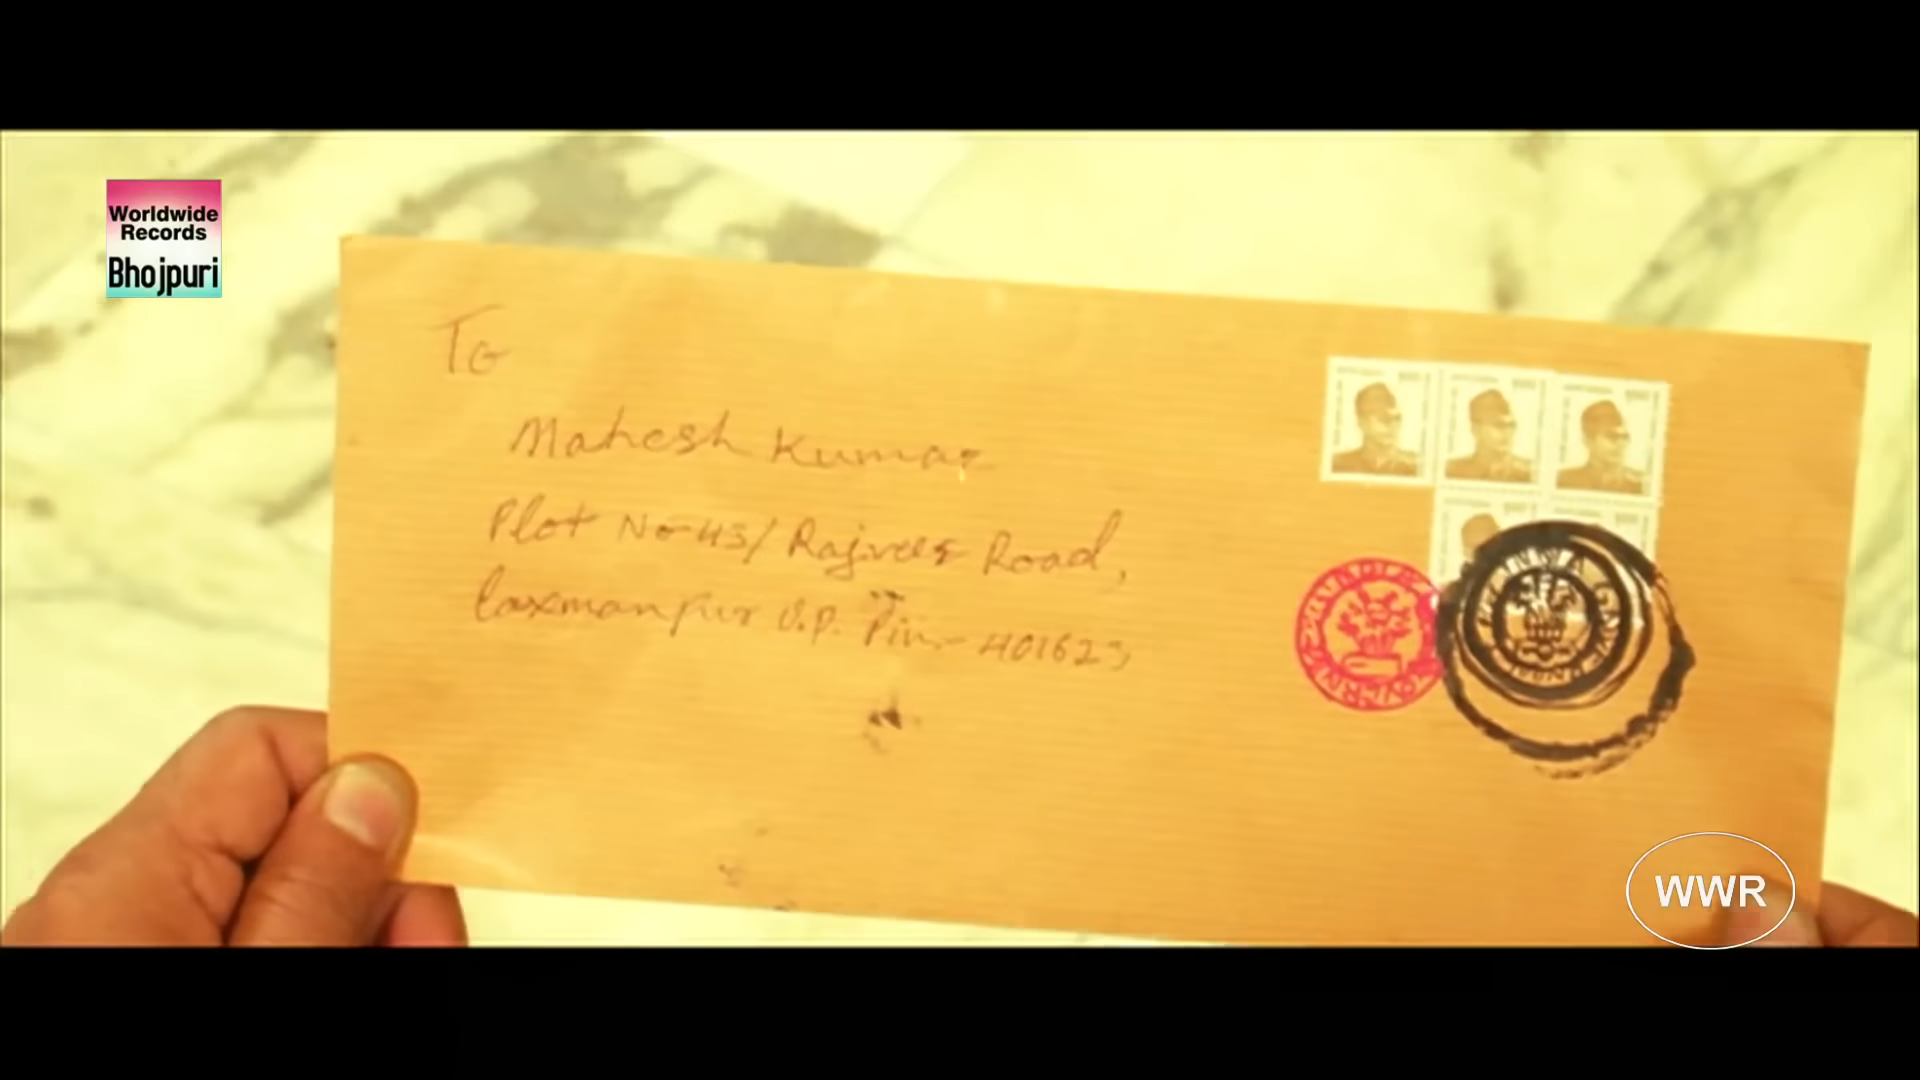 Worldwide
Records
Bhojpuri
To
Mahesh Kumar
Plot No-43/ Rajveer Road,
Laxmanpur U.P. Pin- 401623
WWR